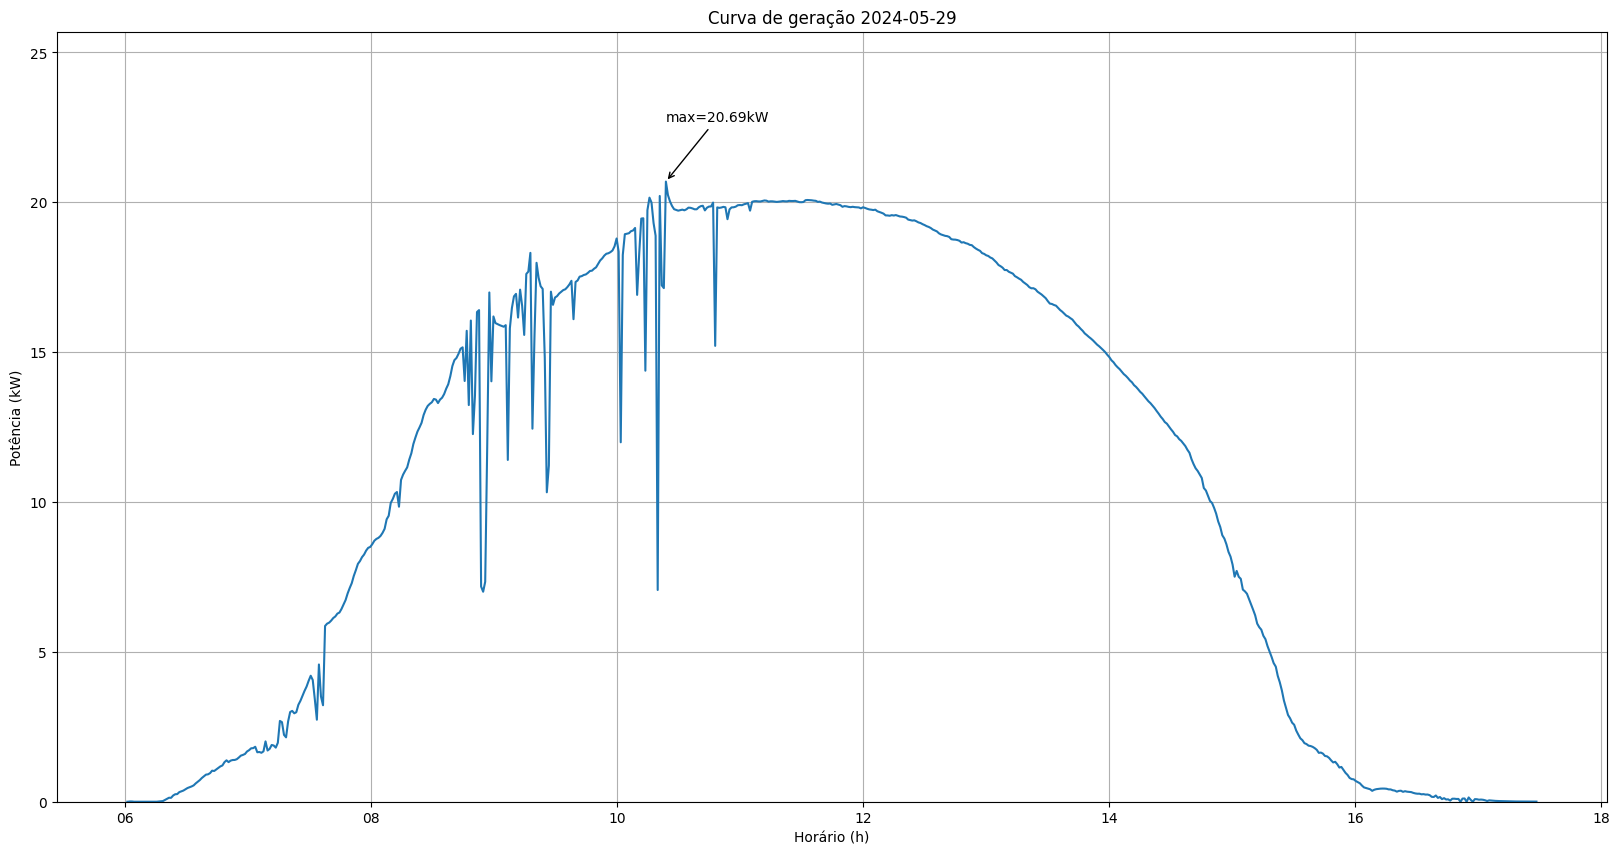 Curva de geração 2024-05-29
25
max=20.69kW
20
15
Potência (kW)
10
5
0
06 08 10 12 14 16 18
Horário (h)